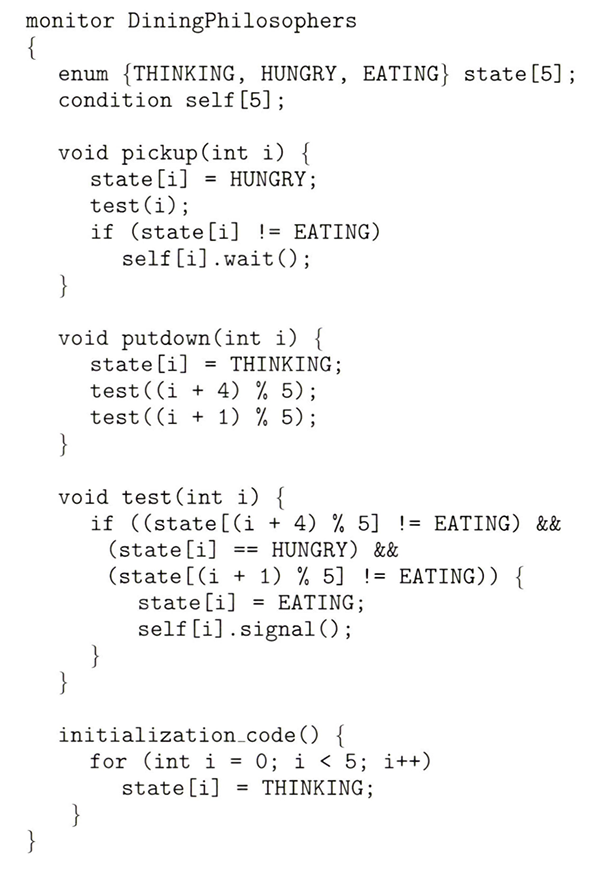 monitor DiningPhilosophers
{
enum {THINKING, HUNGRY, EATING} state[5];
condition self[5];
void pickup(int i) {
state[i] = HUNGRY;
test(i);
if (state[i] != EATING)
self[i].wait();
}
void putdown(int i) {
state[i] = THINKING;
test((i + 4) % 5);
test((i + 1) % 5);
}
void test(int i) {
if ((state[(i + 4) % 5] != EATING) &&
(state[i] == HUNGRY) &&
(state[(i + 1) % 5] != EATING)) {
state[i] = EATING;
self[i].signal();
}
}
initialization_code() {
for (int i = 0; i < 5; i++)
state[i] = THINKING;
}
}